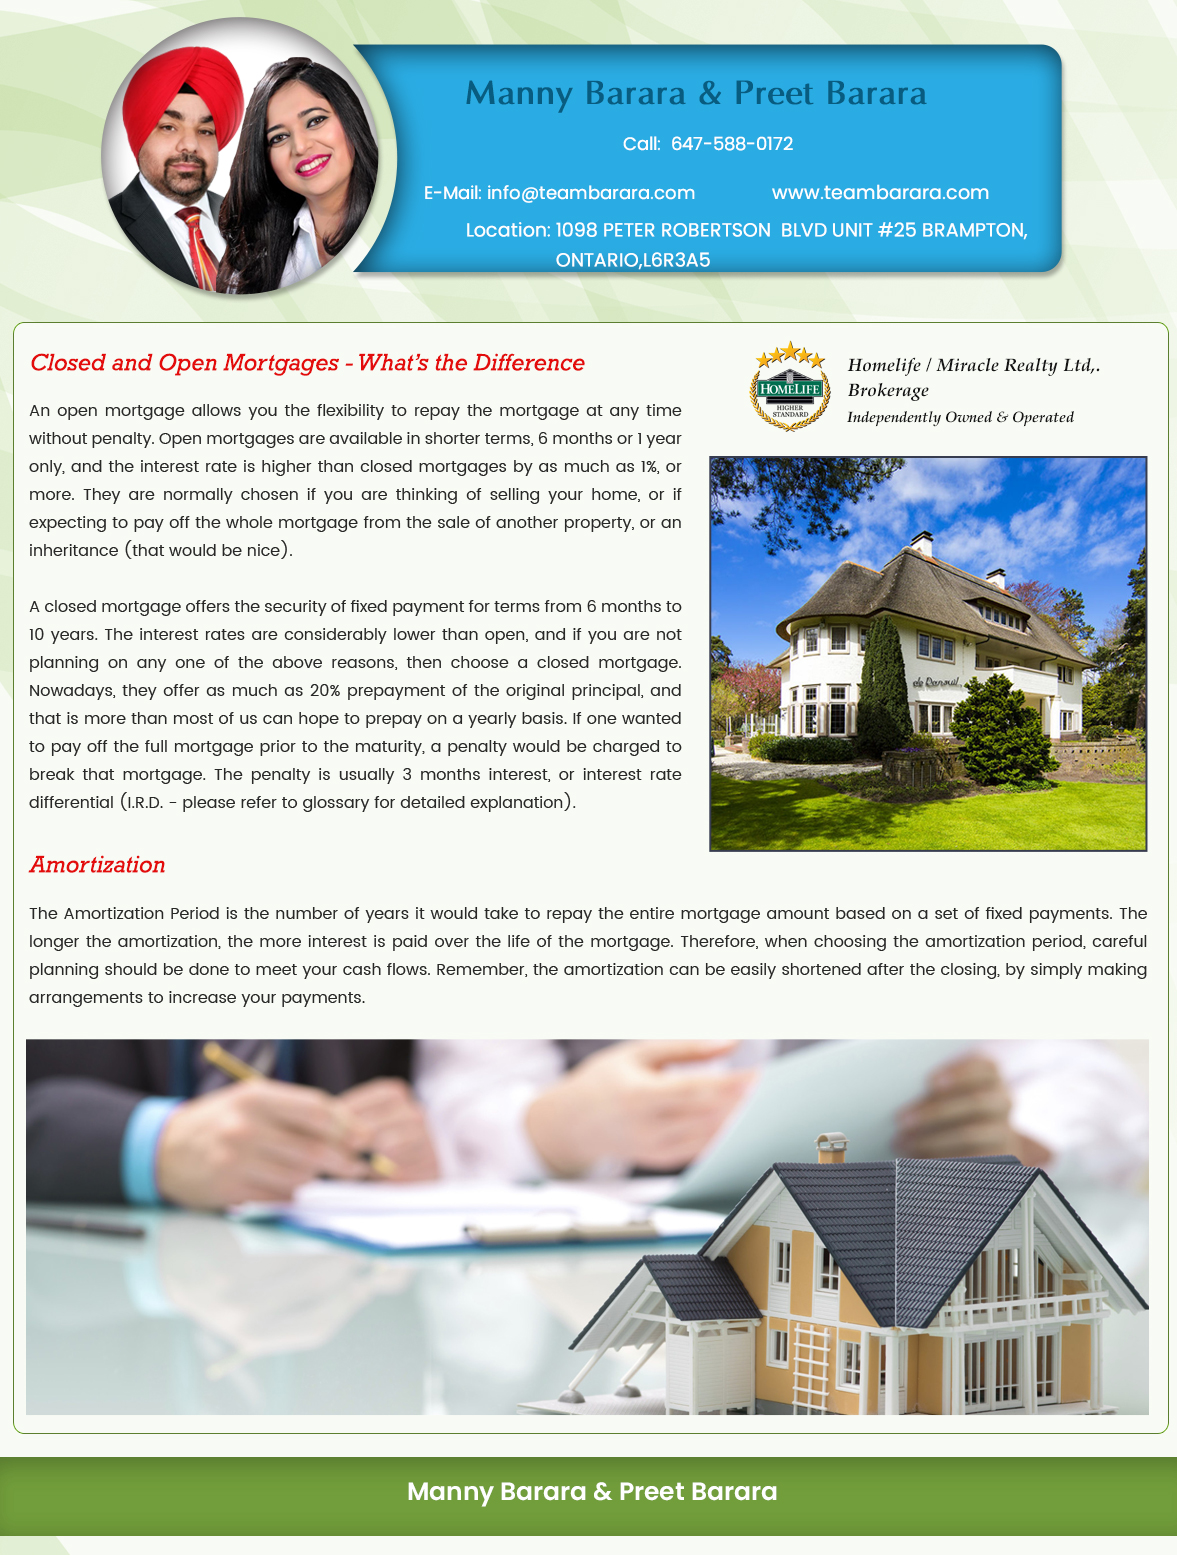 Manny Barara & Preet Barara
Call:  647-588-0172
E-Mail: info@teambarara.com
www.teambarara.com
Location: 1098 PETER ROBERTSON  BLVD UNIT #25 BRAMPTON,
ONTARIO,L6R3A5
Closed and Open Mortgages - What's the Difference
An open mortgage allows you the flexibility to repay the mortgage at any time
without penalty. Open mortgages are available in shorter terms, 6 months or 1 year
only, and the interest rate is higher than closed mortgages by as much as 1%, or
more. They are normally chosen if you are thinking of selling your home, or if
expecting to pay off the whole mortgage from the sale of another property, or an
inheritance (that would be nice).
A closed mortgage offers the security of fixed payment for terms from 6 months to
10 years. The interest rates are considerably lower than open, and if you are not
planning on any one of the above reasons, then choose a closed mortgage.
Nowadays, they offer as much as 20% prepayment of the original principal, and
that is more than most of us can hope to prepay on a yearly basis. If one wanted
to pay off the full mortgage prior to the maturity, a penalty would be charged to
break that mortgage. The penalty is usually 3 months interest, or interest rate
differential (I.R.D. - please refer to glossary for detailed explanation).
HOMELIFE
HIGHER
STANDARD
Homelife / Miracle Realty Ltd,.
Brokerage
Independently Owned & Operated
Amortization
The Amortization Period is the number of years it would take to repay the entire mortgage amount based on a set of fixed payments. The
longer the amortization, the more interest is paid over the life of the mortgage. Therefore, when choosing the amortization period, careful
planning should be done to meet your cash flows. Remember, the amortization can be easily shortened after the closing, by simply making
arrangements to increase your payments.
Manny Barara & Preet Barara